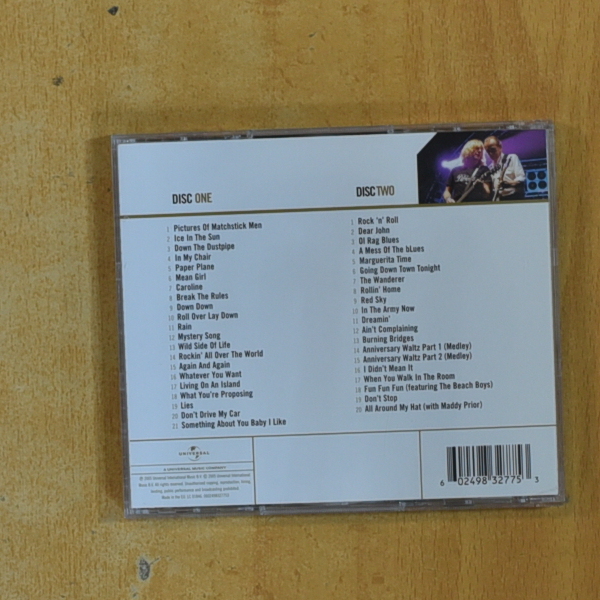 DISC ONE
1 Pictures Of Matchstick Men
2 Ice In The Sun
3 Down The Dustpipe
4 In My Chair
5 Paper Plane
6 Mean Girl
7 Caroline
8 Break The Rules
9 Down Down
10 Roll Over Lay Down
11 Rain
12 Mystery Song
13 Wild Side Of Life
14 Rockin' All Over The World
15 Again And Again
16 Whatever You Want
17 Living On An Island
18 What You're Proposing
19 Lies
20 Don't Drive My Car
21 Something About You Baby I Like
DISC TWO
1 Rock 'n' Roll
2 Dear John
3 Ol Rag Blues
4 A Mess Of The bLues
5 Marguerita Time
6 Going Down Town Tonight
7 The Wanderer
8 Rollin' Home
9 Red Sky
10 In The Army Now
11 Dreamin'
12 Ain't Complaining
13 Burning Bridges
14 Anniversary Waltz Part 1 (Medley)
15 Anniversary Waltz Part 2 (Medley)
16 I Didn't Mean It
17 When You Walk In The Room
18 Fun Fun Fun (featuring The Beach Boys)
19 Don't Stop
20 All Around My Hat (with Maddy Prior)
UNIVERSAL
A UNIVERSAL MUSIC COMPANY
6 02498 32775 3